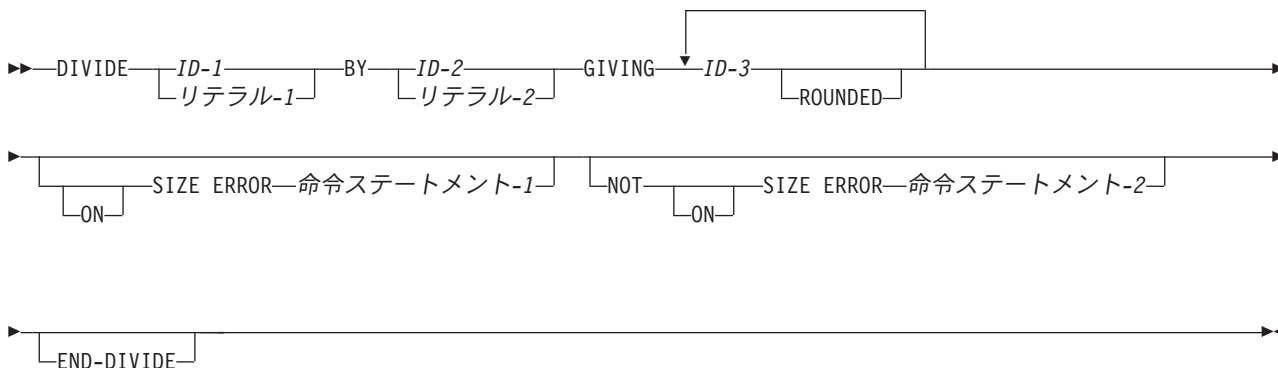 DIVIDE ID-1 BY ID-2 GIVING ID-3
リテラル-1 リテラル-2 ROUNDED
SIZE ERROR 命令ステートメント-1 NOT SIZE ERROR 命令ステートメント-2
ON ON
END-DIVIDE